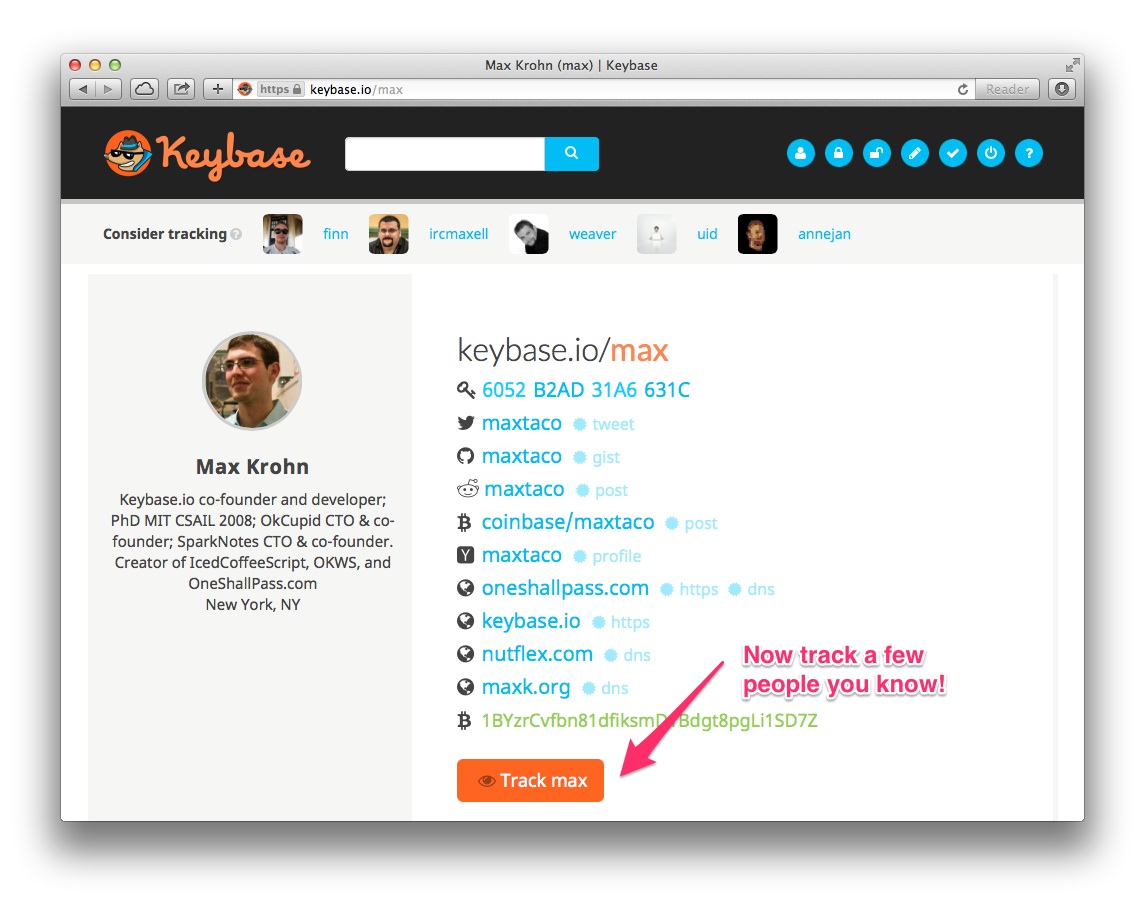 Max Krohn (max) | Keybase
https keybase.io/max Reader
Keybase
?
Consider tracking ? finn ircmaxell weaver uid annejan
keybase.io/max
6052 B2AD 31A6 631C
maxtaco tweet
maxtaco gist
maxtaco post
coinbase/maxtaco post
Y maxtaco profile
oneshallpass.com https dns
keybase.io https
nutflex.com dns
maxk.org dns
Max Krohn
Keybase.io co-founder and developer;
PhD MIT CSAIL 2008; OkCupid CTO & co-
founder; SparkNotes CTO & co-founder.
Creator of IcedCoffeeScript, OKWS, and
OneShallPass.com
New York, NY
Now track a few
people you know!
Track max